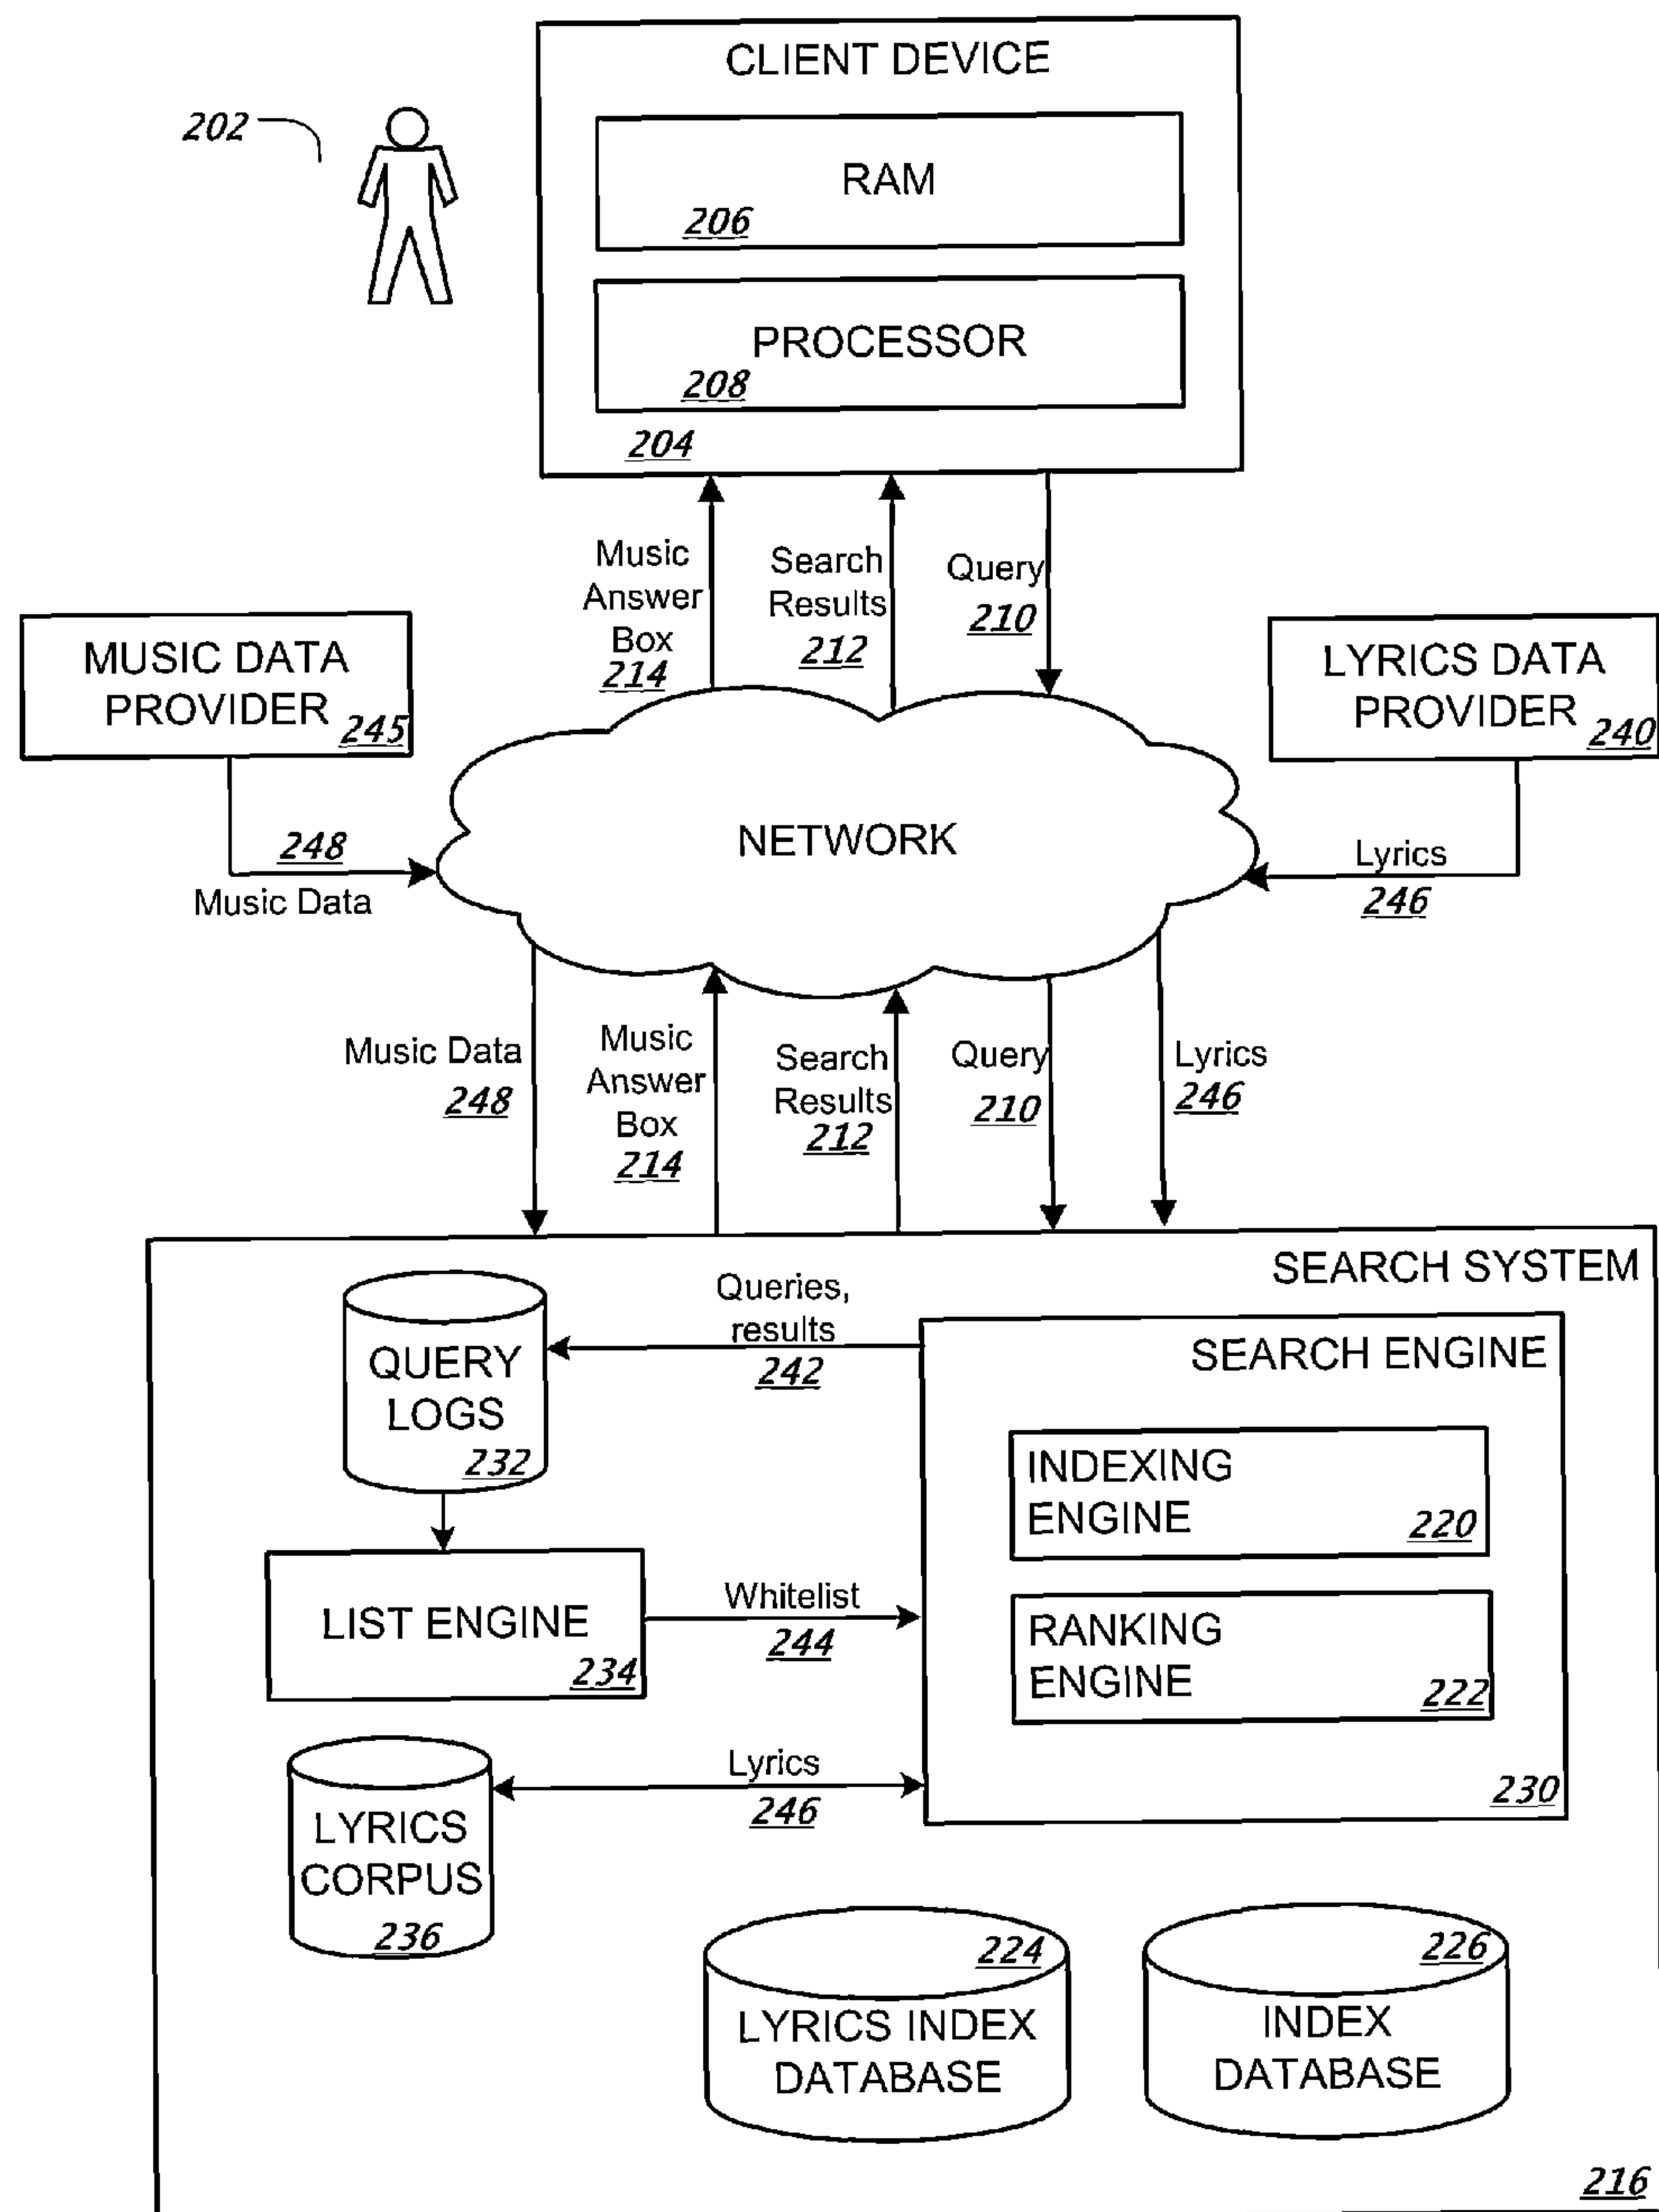 CLIENT DEVICE
202
RAM
206
PROCESSOR
208
204
Music
Answer
Box
214
Search
Results
212
Query
210
MUSIC DATA
PROVIDER
245
LYRICS DATA
PROVIDER
240
NETWORK
248
Music Data
Lyrics
246
Music Data
248
Music
Answer
Box
214
Search
Results
212
Query
210
Lyrics
246
SEARCH SYSTEM
Queries,
results
242
QUERY
LOGS
232
SEARCH ENGINE
INDEXING
ENGINE
220
LIST ENGINE
234
Whitelist
244
RANKING
ENGINE
222
Lyrics
246
230
LYRICS
CORPUS
236
224
LYRICS INDEX
DATABASE
226
INDEX
DATABASE
216